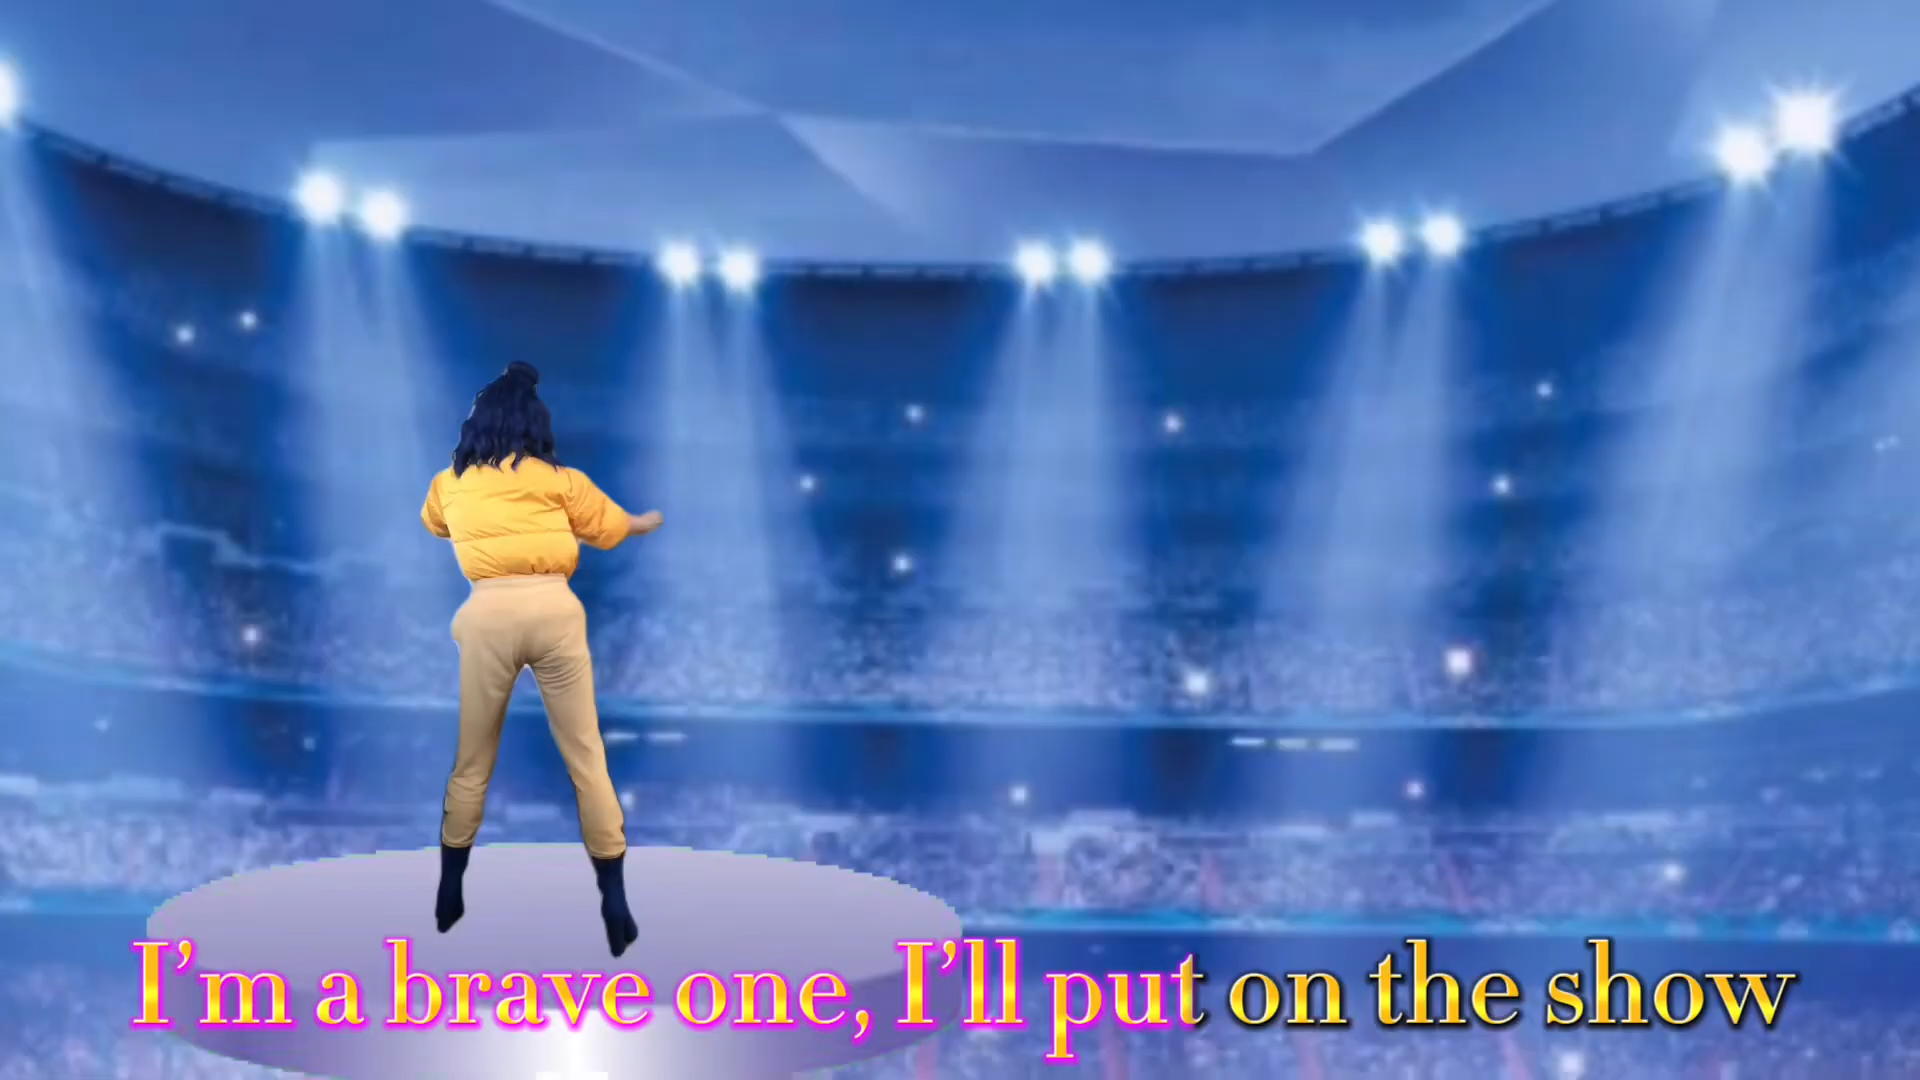 I’m a brave one, I’ll put on the show